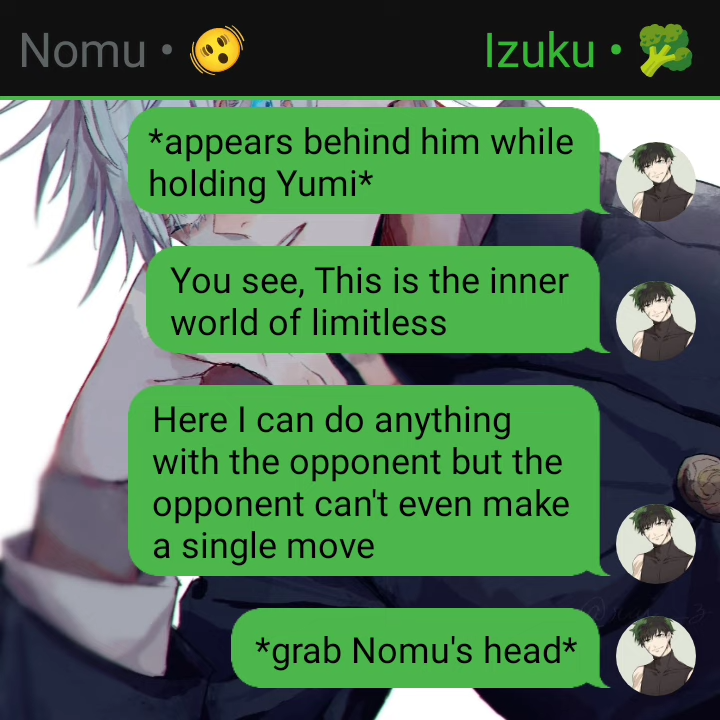 Nomu • 🫨
Izuku • 🥦
*appears behind him while
holding Yumi*
You see, This is the inner
world of limitless
Here I can do anything
with the opponent but the
opponent can't even make
a single move
*grab Nomu's head*